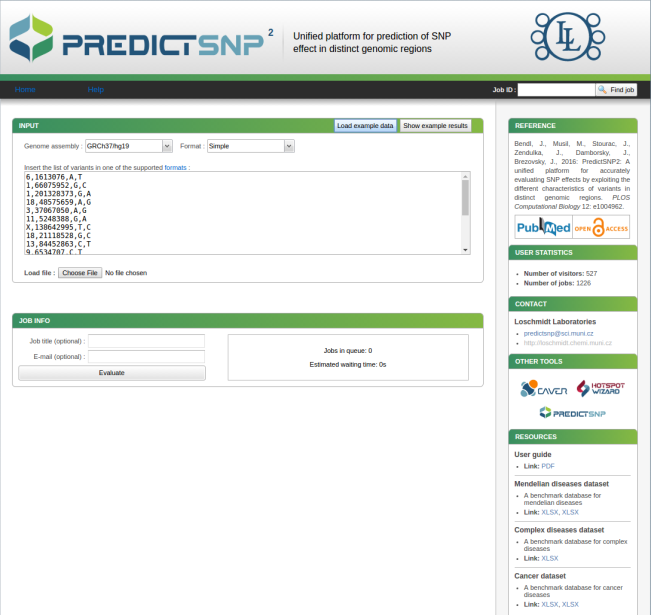 PREDICTSNP 2
Unified platform for prediction of SNP
effect in distinct genomic regions
LL
Home
Help
Job ID :
Find job
INPUT
Load example data
Show example results
Genome assembly : GRCh37/hg19
Format : Simple
Insert the list of variants in one of the supported formats :
6,1613076,A,T
1,66075952,G,C
1,201328373,G,A
18,48575659,A,G
3,37067050,A,G
11,5248388,G,A
X,138642995,T,C
18,21118528,G,C
13,84452863,C,T
9,6534707,C,T
Load file : Choose File No file chosen
JOB INFO
Job title (optional) :
E-mail (optional) :
Evaluate
Jobs in queue: 0
Estimated waiting time: 0s
REFERENCE
Bendl, J., Musil, M., Stourac, J.,
Zendulka, J., Damborsky, J.,
Brezovsky, J., 2016: PredictSNP2: A
unified platform for accurately
evaluating SNP effects by exploiting the
different characteristics of variants in
distinct genomic regions. PLOS
Computational Biology 12: e1004962.
PubMed
OPEN ACCESS
USER STATISTICS
Number of visitors: 527
Number of jobs: 1226
CONTACT
Loschmidt Laboratories
predictsnp@sci.muni.cz
http://loschmidt.chemi.muni.cz
OTHER TOOLS
CAVER
HOTSPOT
WIZARD
PREDICTSNP
RESOURCES
User guide
Link: PDF
Mendelian diseases dataset
A benchmark database for
mendelian diseases
Link: XLSX, XLSX
Complex diseases dataset
A benchmark database for complex
diseases
Link: XLSX
Cancer dataset
A benchmark database for cancer
diseases
Link: XLSX, XLSX